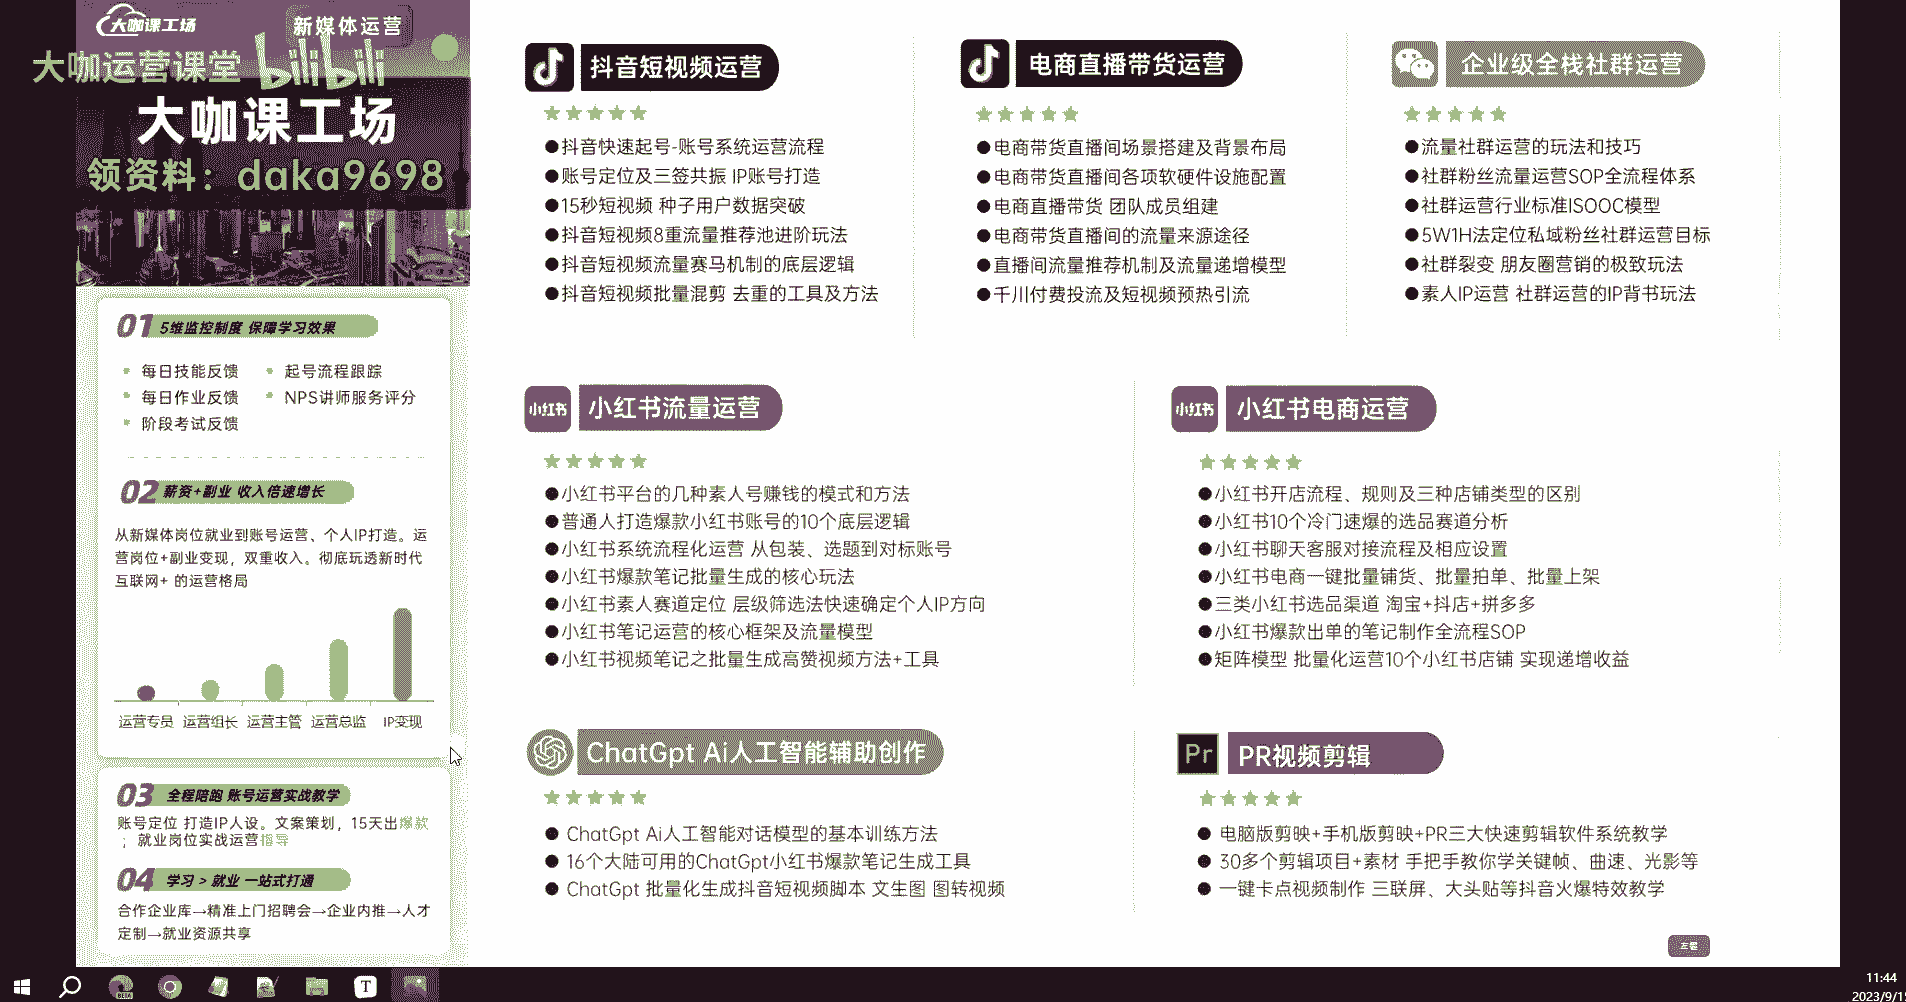 大咖课工场
新媒体运营
大咖运营课堂 bilibili
大咖课工场
领资料：daka9698
01 5维监控制度 保障学习效果
每日技能反馈
起号流程跟踪
每日作业反馈
NPS讲师服务评分
阶段考试反馈
02 薪资+副业 收入倍速增长
从新媒体岗位就业到账号运营、个人IP打造。运
营岗位+副业变现，双重收入。彻底玩透新时代
互联网+ 的运营格局
运营专员 运营组长 运营主管 运营总监 IP变现
03 全程陪跑 账号运营实战教学
账号定位 打造IP人设。文案策划，15天出爆款
；就业岗位实战运营指导
04 学习 > 就业 一站式打通
合作企业库→精准上门招聘会→企业内推→人才
定制→就业资源共享
抖音短视频运营
●抖音快速起号-账号系统运营流程
●账号定位及三签共振 IP账号打造
●15秒短视频 种子用户数据突破
●抖音短视频8重流量推荐池进阶玩法
●抖音短视频流量赛马机制的底层逻辑
●抖音短视频批量混剪 去重的工具及方法
电商直播带货运营
●电商带货直播间场景搭建及背景布局
●电商带货直播间各项软硬件设施配置
●电商直播带货 团队成员组建
●电商带货直播间的流量来源途径
●直播间流量推荐机制及流量递增模型
●千川付费投流及短视频预热引流
企业级全栈社群运营
●流量社群运营的玩法和技巧
●社群粉丝流量运营SOP全流程体系
●社群运营行业标准ISOOC模型
●5W1H法定位私域粉丝社群运营目标
●社群裂变 朋友圈营销的极致玩法
●素人IP运营 社群运营的IP背书玩法
小红书 小红书流量运营
●小红书平台的几种素人号赚钱的模式和方法
●普通人打造爆款小红书账号的10个底层逻辑
●小红书系统流程化运营 从包装、选题到对标账号
●小红书爆款笔记批量生成的核心玩法
●小红书素人赛道定位 层级筛选法快速确定个人IP方向
●小红书笔记运营的核心框架及流量模型
●小红书视频笔记之批量生成高赞视频方法+工具
小红书 小红书电商运营
●小红书开店流程、规则及三种店铺类型的区别
●小红书10个冷门速爆的选品赛道分析
●小红书聊天客服对接流程及相应设置
●小红书电商一键批量铺货、批量拍单、批量上架
●三类小红书选品渠道 淘宝+抖店+拼多多
●小红书爆款出单的笔记制作全流程SOP
●矩阵模型 批量化运营10个小红书店铺 实现递增收益
ChatGpt Ai人工智能辅助创作
● ChatGpt Ai人工智能对话模型的基本训练方法
● 16个大陆可用的ChatGpt小红书爆款笔记生成工具
● ChatGpt 批量化生成抖音短视频脚本 文生图 图转视频
Pr PR视频剪辑
● 电脑版剪映+手机版剪映+PR三大快速剪辑软件系统教学
● 30多个剪辑项目+素材 手把手教你学关键帧、曲速、光影等
● 一键卡点视频制作 三联屏、大头贴等抖音火爆特效教学
BETA
T
11:44
2023/9/1